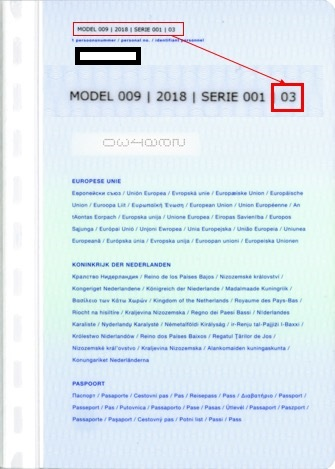 MODEL 009 | 2018 | SERIE 001 | 03
1 persoonsnummer / personal no. / identifiant personnel
MODEL 009 | 2018 | SERIE 001 | 03
EUROPESE UNIE
Европейски съюз / Unión Europea / Evropská unie / Europæiske Union / Europäische
Union / Euroopa Liit / Ευρωπαϊκή Ένωση / European Union / Union Européenne / An
tAontas Eorpach / Europska unija / Unione Europea / Eiropas Savienība / Europos
Sąjunga / Európai Unió / Unjoni Ewropea / Unia Europejska / União Europeia / Uniunea
Europeană / Európska únia / Evropska unija / Euroopan unioni / Europeiska Unionen
KONINKRIJK DER NEDERLANDEN
Кралство Нидерландия / Reino de los Países Bajos / Nizozemské království /
Kongeriget Nederlandene / Königreich der Niederlande / Madalmaade Kuningriik /
Βασίλειο των Κάτω Χωρών / Kingdom of the Netherlands / Royaume des Pays-Bas /
Ríocht na hÍsiltíre / Kraljevina Nizozemska / Regno dei Paesi Bassi / Nīderlandes
Karaliste / Nyderlandų Karalystė / Németalföldi Királyság / Ir-Renju tal-Pajjiżi l-Baxxi /
Królestwo Niderlandów / Reino dos Países Baixos / Regatul Țărilor de Jos /
Nizozemské kráľovstvo / Kraljevina Nizozemska / Alankomaiden kuningaskunta /
Konungariket Nederländerna
PASPOORT
Паспорт / Pasaporte / Cestovní pas / Pas / Reisepass / Pass / Διαβατήριο / Passport /
Passeport / Pas / Putovnica / Passaporto / Pase / Pasas / Útlevél / Passaport / Paszport /
Passaporte / Pașaport / Cestovný pas / Potni list / Passi / Pass